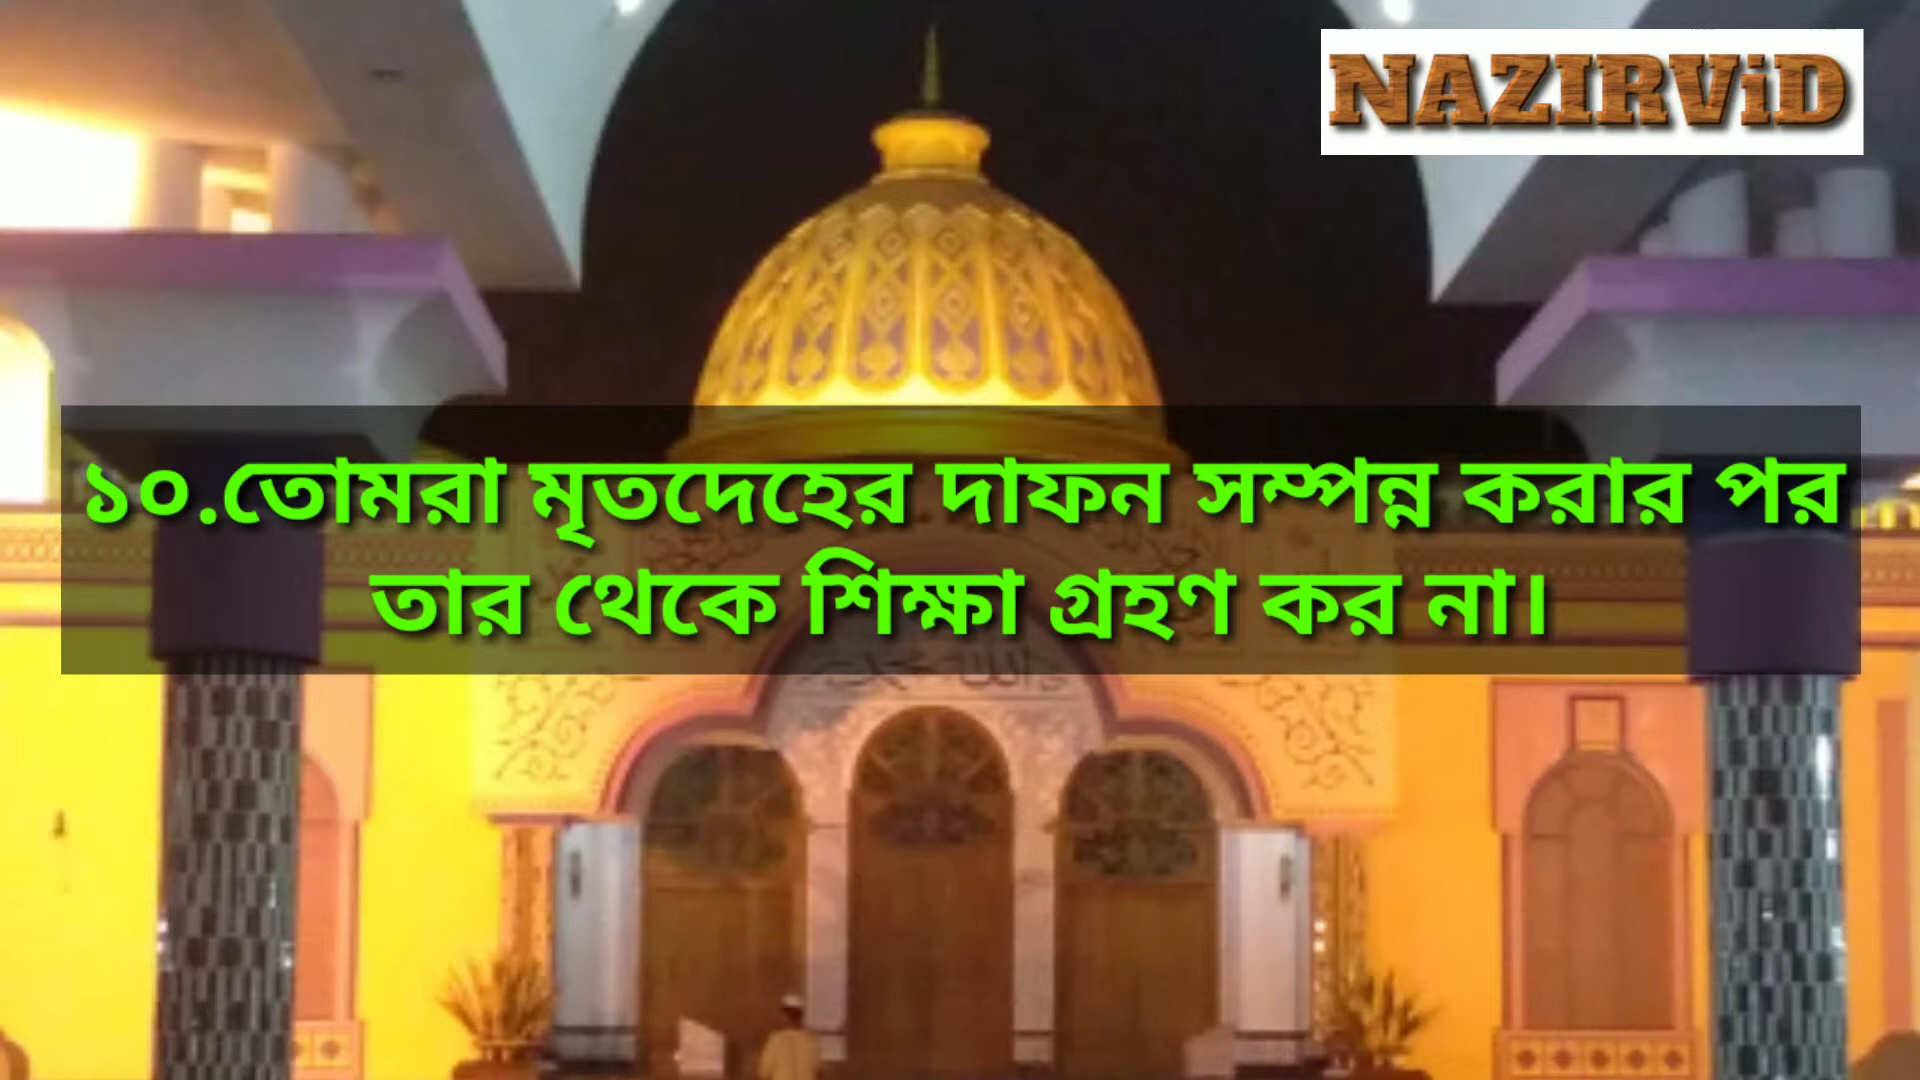 NAZIRViD
১০.তোমরা মৃতদেহের দাফন সম্পন্ন করার পর
তার থেকে শিক্ষা গ্রহণ কর না।